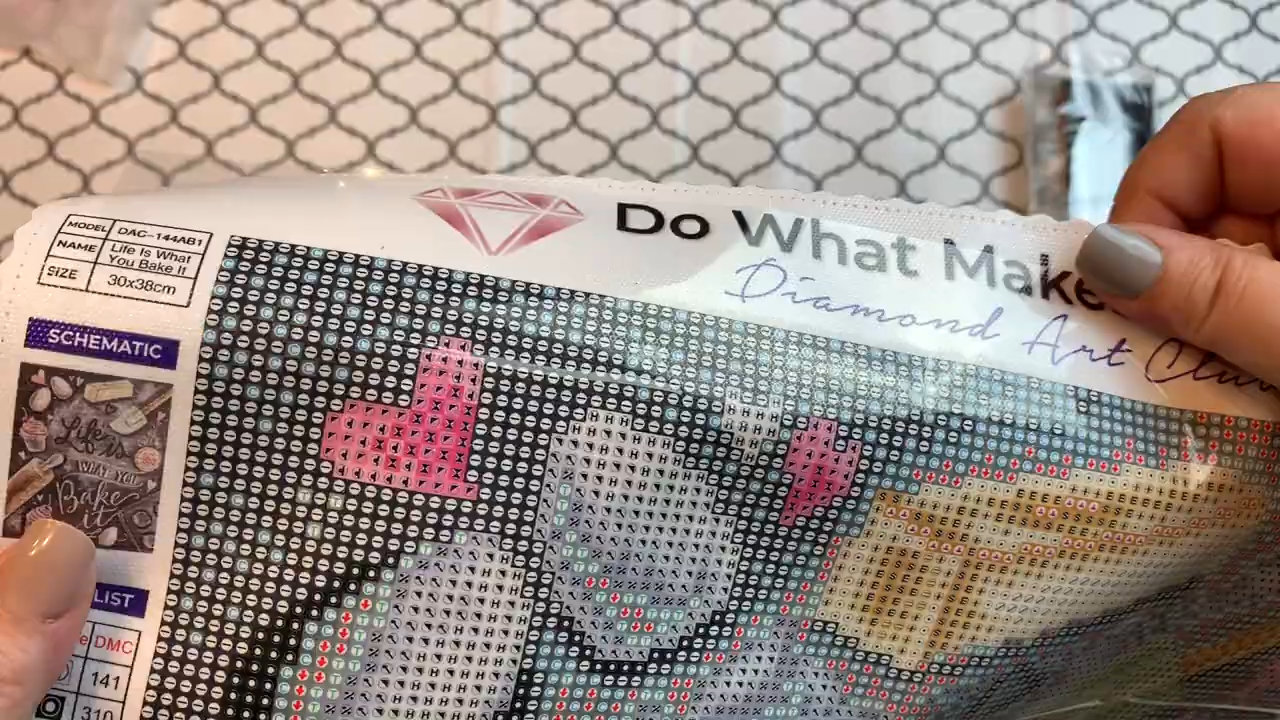 MODEL DAC-144AB1
NAME Life Is What You Bake It
SIZE 30x38cm
Do What Make
Diamond Art Clu
SCHEMATIC
Life is
WHAT YOU
Bake
it
LIST
DMC
141
310